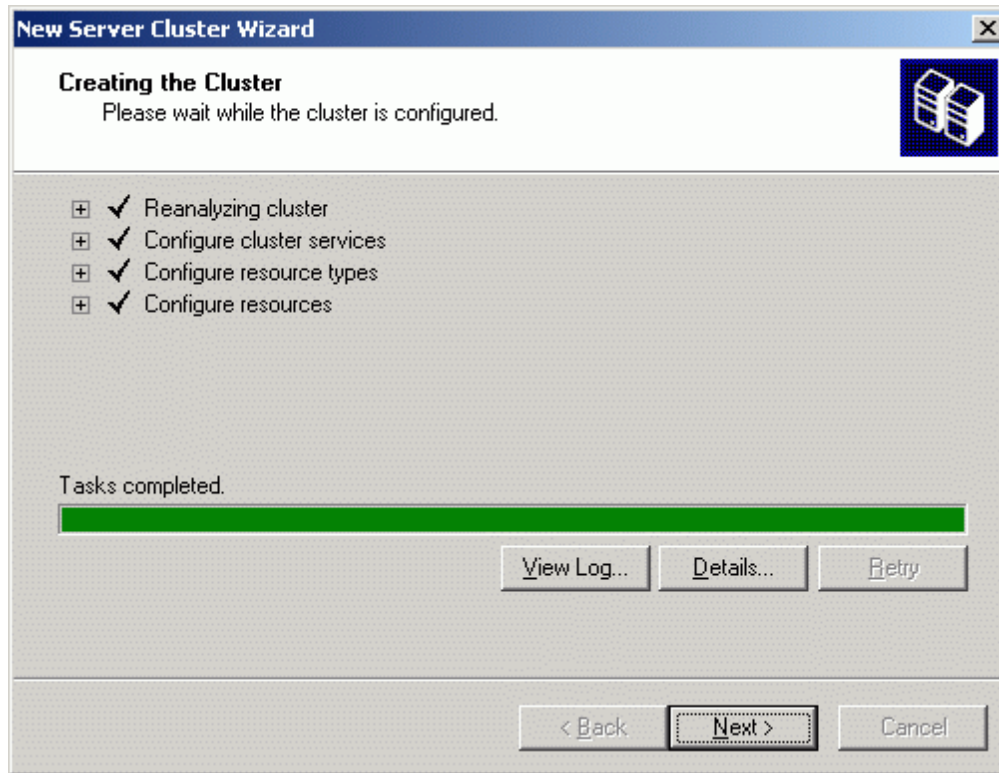 New Server Cluster Wizard
Creating the Cluster
Please wait while the cluster is configured.
Reanalyzing cluster
Configure cluster services
Configure resource types
Configure resources
Tasks completed.
View Log... Details... Retry
< Back Next > Cancel